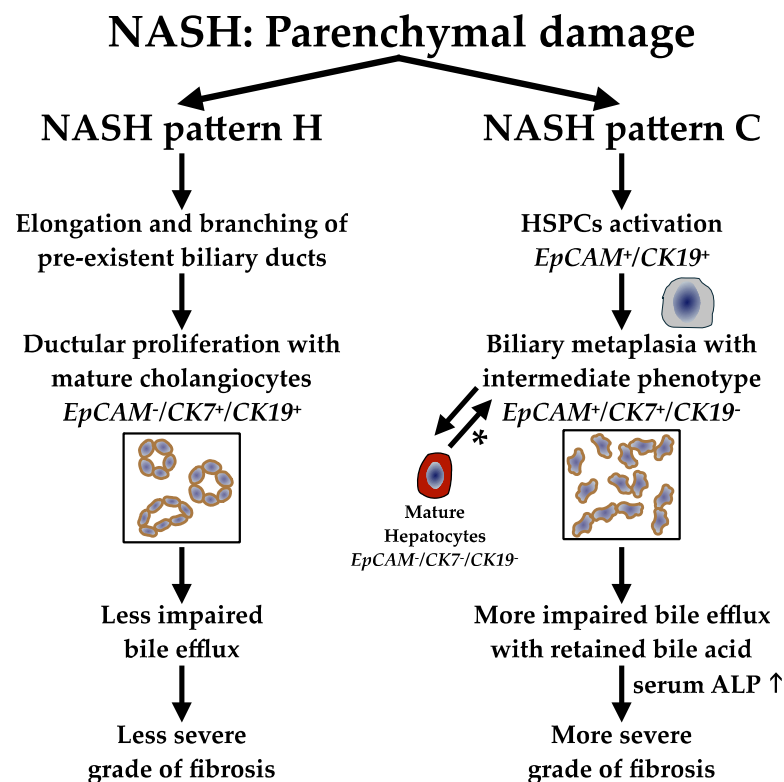 NASH: Parenchymal damage
NASH pattern H
Elongation and branching of
pre-existent biliary ducts
Ductular proliferation with
mature cholangiocytes
EpCAM⁻/CK7⁺/CK19⁺
Less impaired
bile efflux
Less severe
grade of fibrosis
NASH pattern C
HSPCs activation
EpCAM⁺/CK19⁺
Biliary metaplasia with
intermediate phenotype
EpCAM⁺/CK7⁺/CK19⁻
*
Mature
Hepatocytes
EpCAM⁻/CK7⁻/CK19⁻
More impaired bile efflux
with retained bile acid
serum ALP ↑
More severe
grade of fibrosis